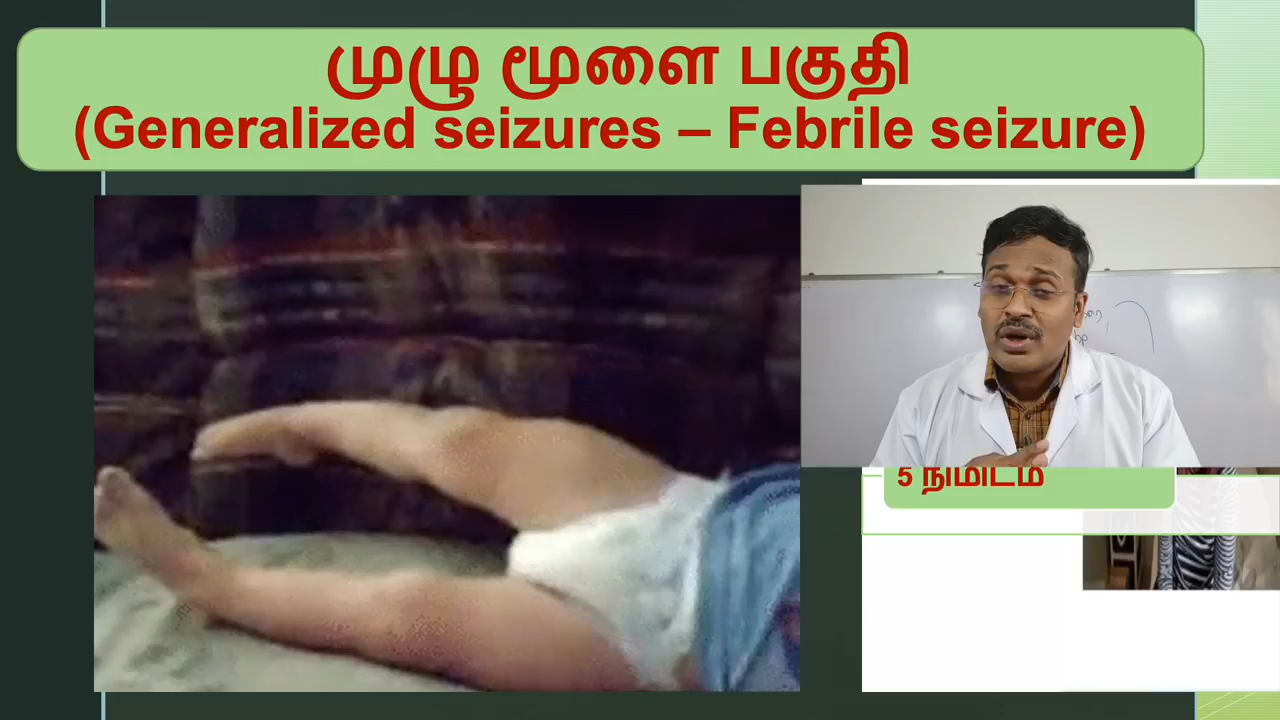 முழு மூளை பகுதி
(Generalized seizures – Febrile seizure)
5 நிமிடம்